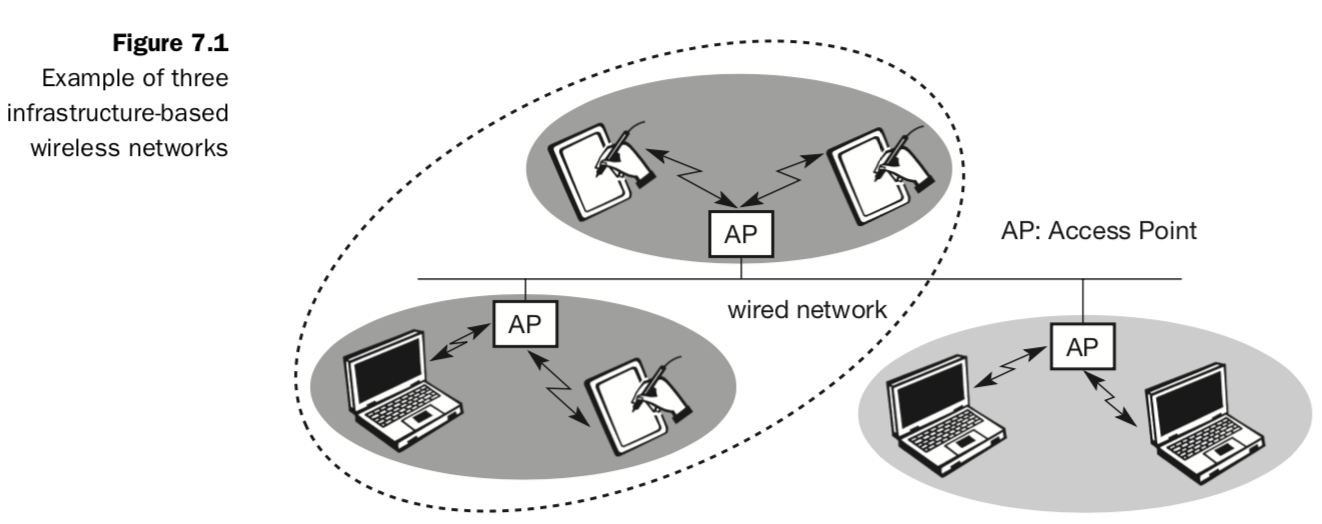 Figure 7.1
Example of three
infrastructure-based
wireless networks
AP
AP: Access Point
wired network
AP
AP